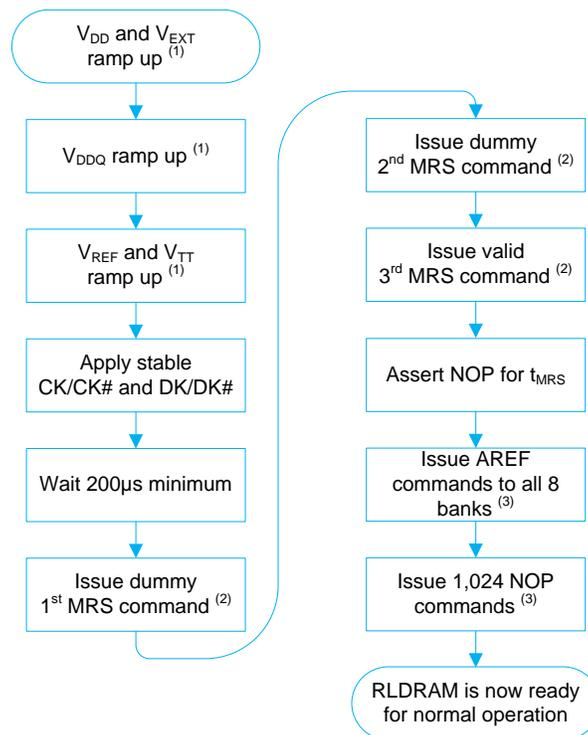 V_DD and V_EXT
ramp up (1)
V_DDQ ramp up (1)
V_REF and V_TT
ramp up (1)
Apply stable
CK/CK# and DK/DK#
Wait 200µs minimum
Issue dummy
1st MRS command (2)
Issue dummy
2nd MRS command (2)
Issue valid
3rd MRS command (2)
Assert NOP for t_MRS
Issue AREF
commands to all 8
banks (3)
Issue 1,024 NOP
commands (3)
RLDRAM is now ready
for normal operation